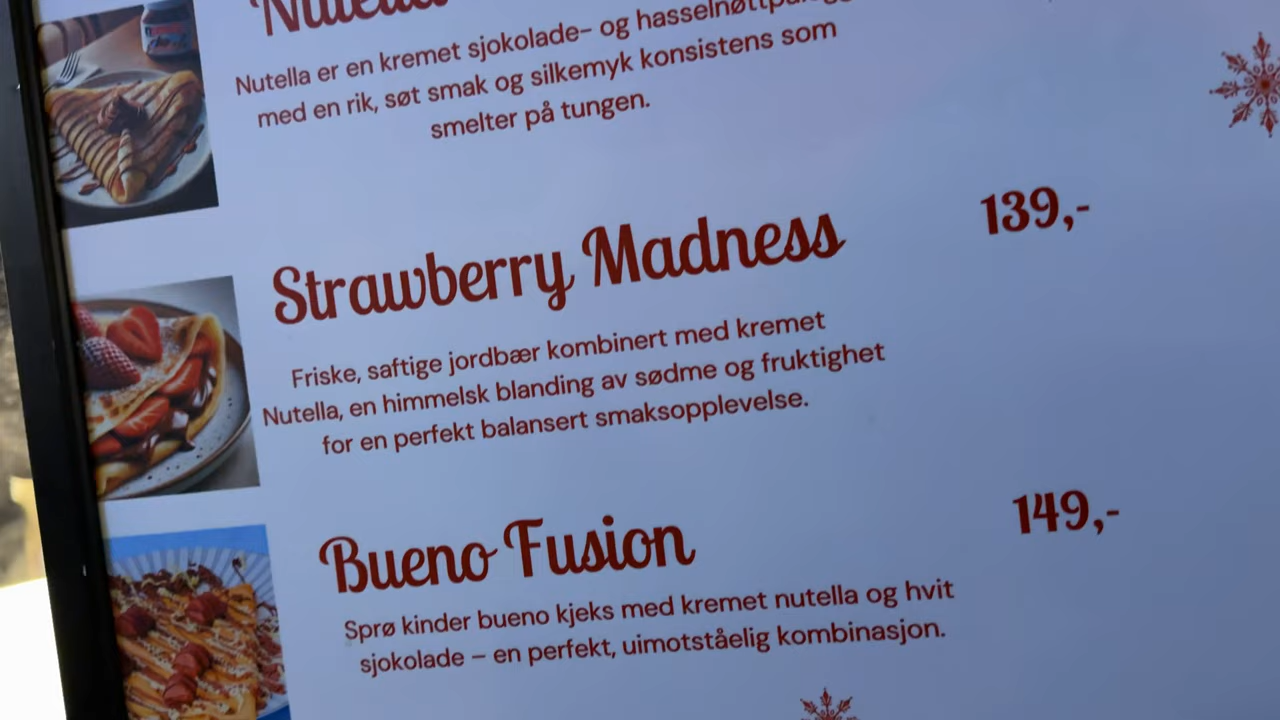 Nutella
Nutella er en kremet sjokolade- og
med en rik, søt smak og silkemyk konsistens som
smelter på tungen.
Strawberry Madness
139,-
Friske, saftige jordbær kombinert med kremet
Nutella, en himmelsk blanding av sødme og fruktighet
for en perfekt balansert smaksopplevelse.
Bueno Fusion
149,-
Sprø kinder bueno kjeks med kremet nutella og hvit
sjokolade – en perfekt, uimotståelig kombinasjon.